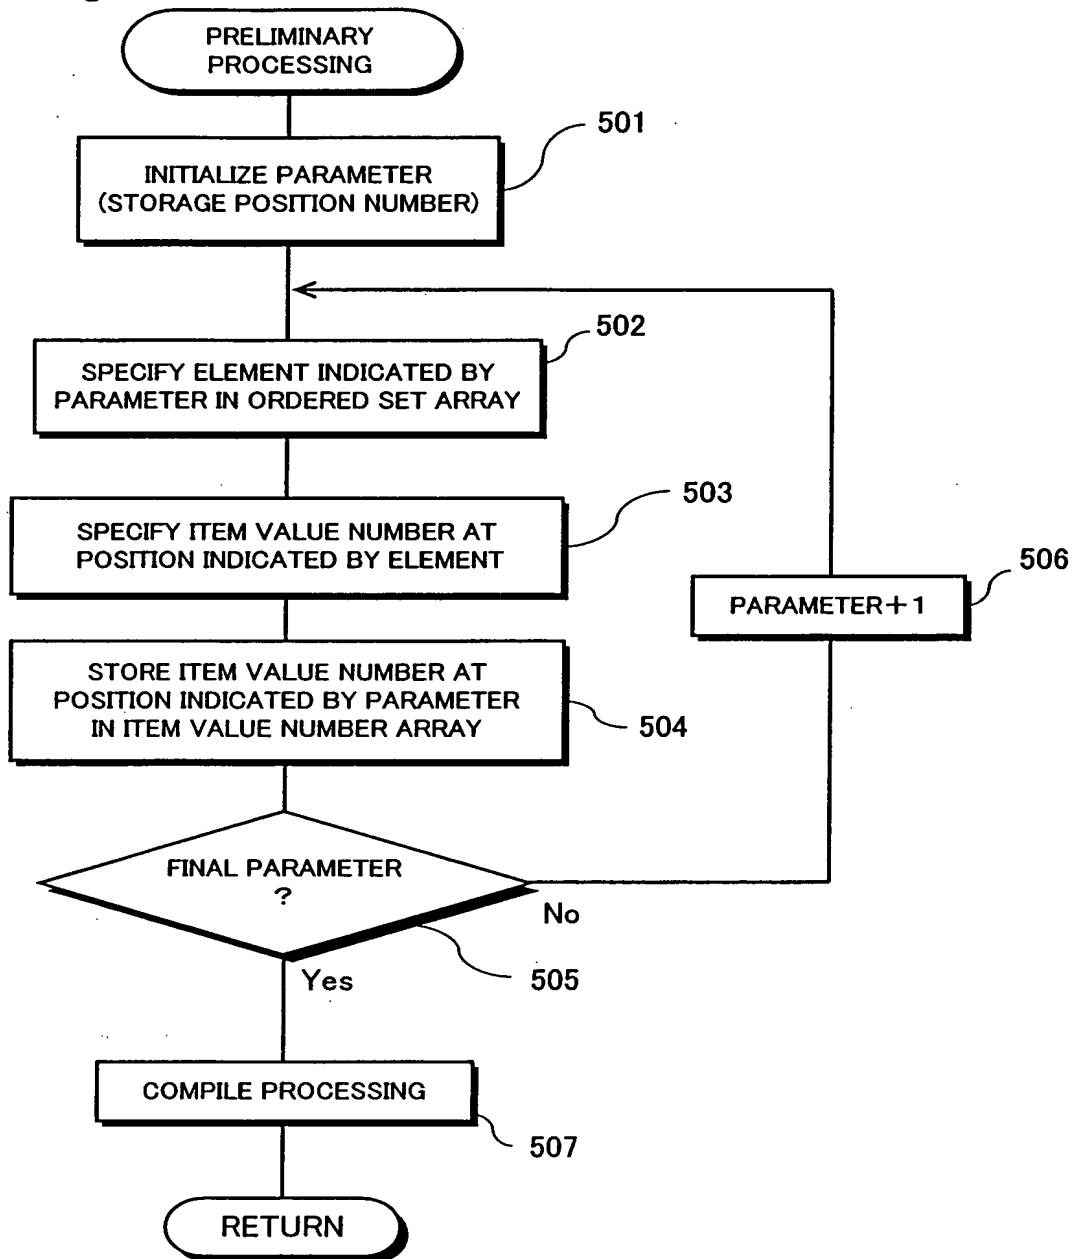 PRELIMINARY
PROCESSING
501
INITIALIZE PARAMETER
(STORAGE POSITION NUMBER)
502
SPECIFY ELEMENT INDICATED BY
PARAMETER IN ORDERED SET ARRAY
503
SPECIFY ITEM VALUE NUMBER AT
POSITION INDICATED BY ELEMENT
506
PARAMETER+1
STORE ITEM VALUE NUMBER AT
POSITION INDICATED BY PARAMETER
IN ITEM VALUE NUMBER ARRAY
504
FINAL PARAMETER
?
No
505
Yes
COMPILE PROCESSING
507
RETURN